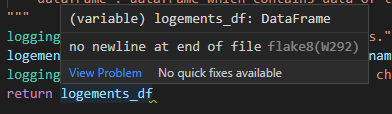 dataframe : dataframe which contains data of t
"""
(variable) logements_df: DataFrame
logging
s."
no newline at end of file flake8(W292)
logemen
nam
View Problem No quick fixes available
logging
ch
return logements_df